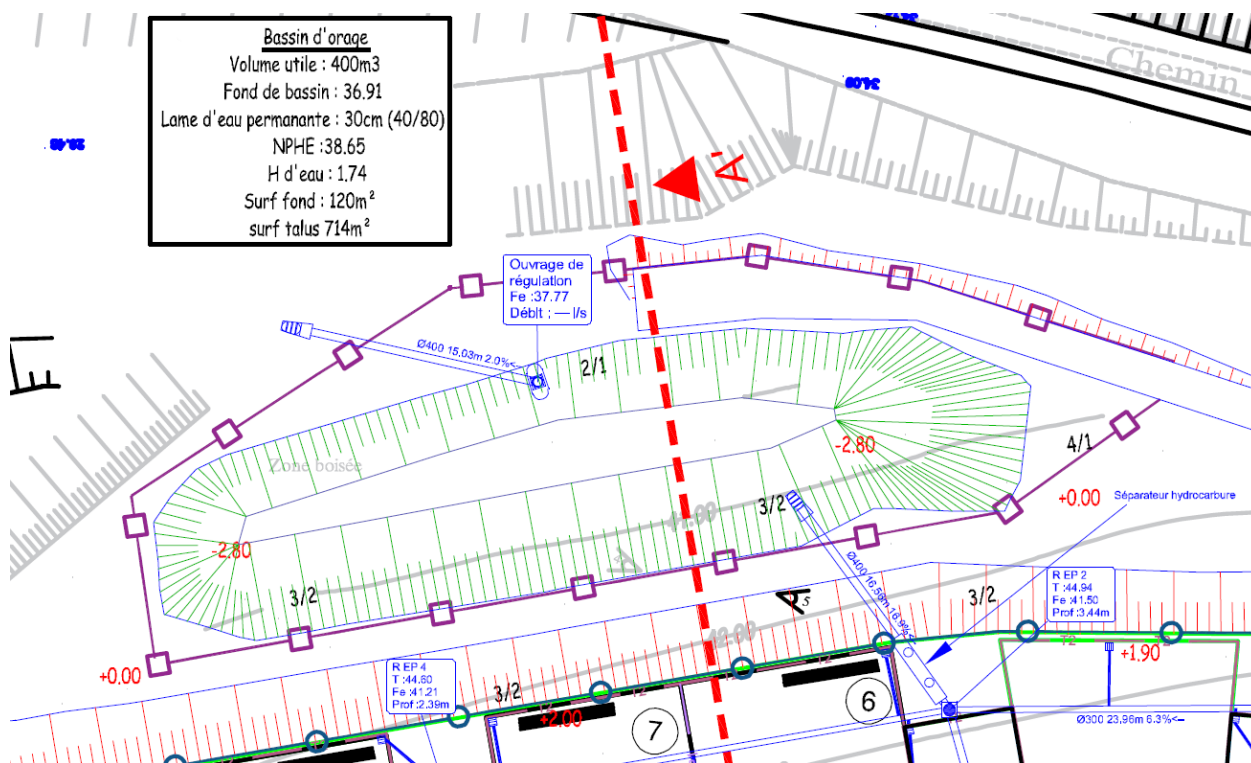 Bassin d'orage
Volume utile : 400m3
Fond de bassin : 36.91
Lame d'eau permanante : 30cm (40/80)
NPHE :38.65
H d'eau : 1.74
Surf fond : 120m²
surf talus 714m²
Chemin
A'
Ouvrage de
régulation
Fe :37.77
Débit : — l/s
Ø400 15,03m 2.0%<-
2/1
Zone boisée
-2.80
4/1
+0.00
Séparateur hydrocarbure
3/2
-2.80
3/2
Ø400 16,56m 16.9%<-
R EP 2
T :44.94
Fe :41.50
Prof :3.44m
3/2
+0.00
R EP 4
T :44.60
Fe :41.21
Prof :2.39m
3/2
+2.00
7
6
+1.90
Ø300 23,96m 6.3%<-